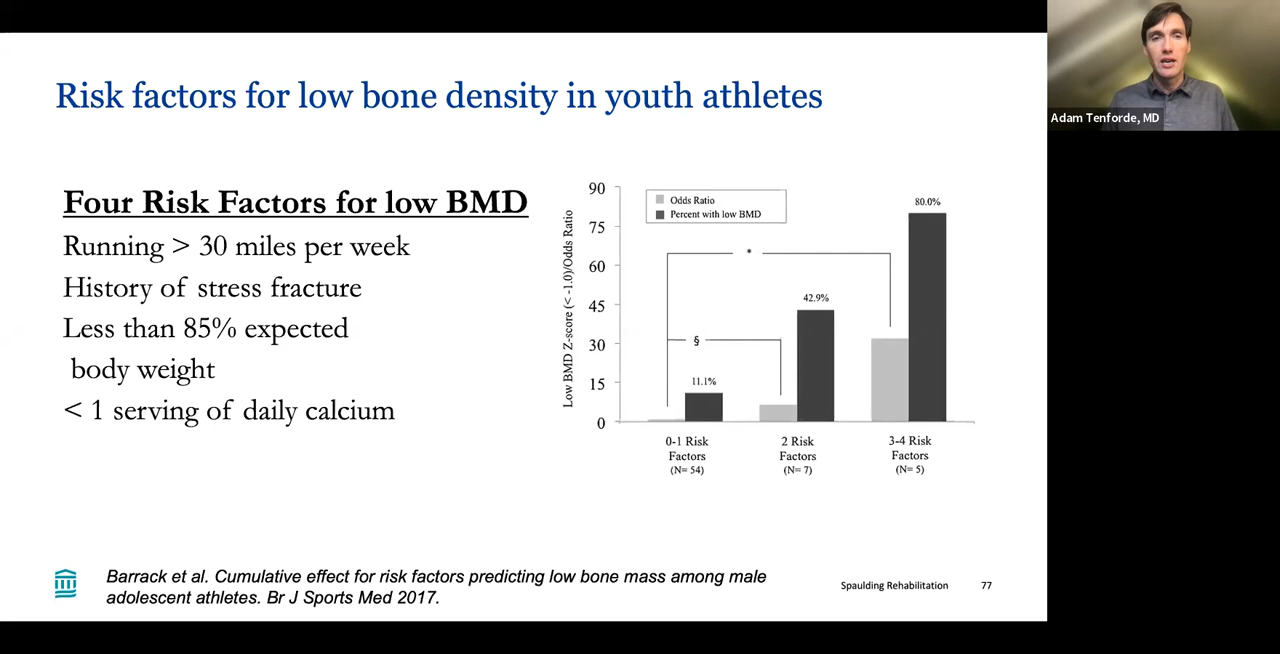 Risk factors for low bone density in youth athletes
Adam Tenforde, MD
Four Risk Factors for low BMD
Running > 30 miles per week
History of stress fracture
Less than 85% expected
body weight
< 1 serving of daily calcium
Low BMD Z-score (< -1.0)/Odds Ratio
90
75
60
45
30
15
0
Odds Ratio
Percent with low BMD
*
§
11.1%
42.9%
80.0%
0-1 Risk
Factors
(N= 54)
2 Risk
Factors
(N= 7)
3-4 Risk
Factors
(N= 5)
Barrack et al. Cumulative effect for risk factors predicting low bone mass among male
adolescent athletes. Br J Sports Med 2017.
Spaulding Rehabilitation
77